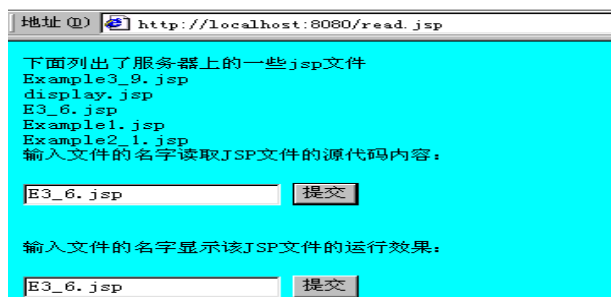 地址(D) http://localhost:8080/read.jsp
下面列出了服务器上的一些jsp文件
Example3_9.jsp
display.jsp
E3_6.jsp
Example1.jsp
Example2_1.jsp
输入文件的名字读取JSP文件的源代码内容：
E3_6.jsp 提交
输入文件的名字显示该JSP文件的运行效果：
E3_6.jsp 提交